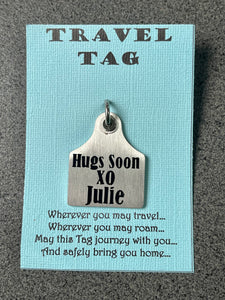 TRAVEL
TAG
Hugs Soon
XO
Julie
Wherever you may travel...
Wherever you may roam...
May this Tag journey with you...
And safely bring you home...